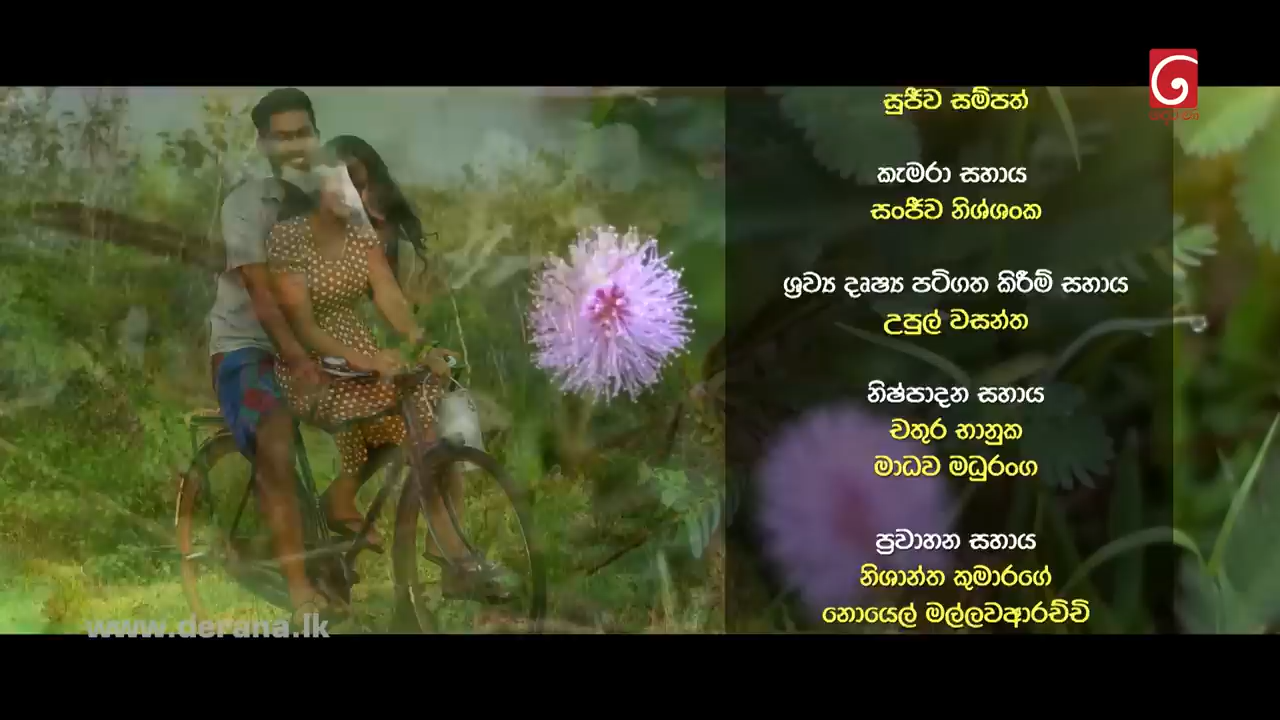 සුජීව සම්පත්
කැමරා සහාය
සංජීව නිශ්ශංක
ශ්‍රව්‍ය දෘෂ්‍ය පටිගත කිරීම් සහාය
උපුල් වසන්ත
නිෂ්පාදන සහාය
චතුර භානුක
මාධව මධුරංග
ප්‍රවාහන සහාය
නිශාන්ත කුමාරගේ
නොයෙල් මල්ලවආරච්චි
www.derana.lk